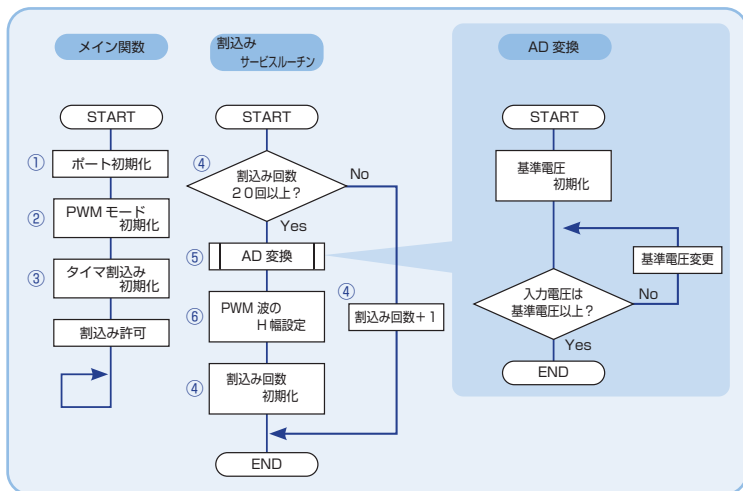 メイン関数
START
① ポート初期化
② PWM モード
初期化
③ タイマ割込み
初期化
割込み許可
割込み
サービスルーチン
START
④ 割込み回数
20回以上?
No
Yes
⑤ AD 変換
⑥ PWM 波の
H 幅設定
④ 割込み回数+1
④ 割込み回数
初期化
END
AD 変換
START
基準電圧
初期化
基準電圧変更
入力電圧は
基準電圧以上?
No
Yes
END